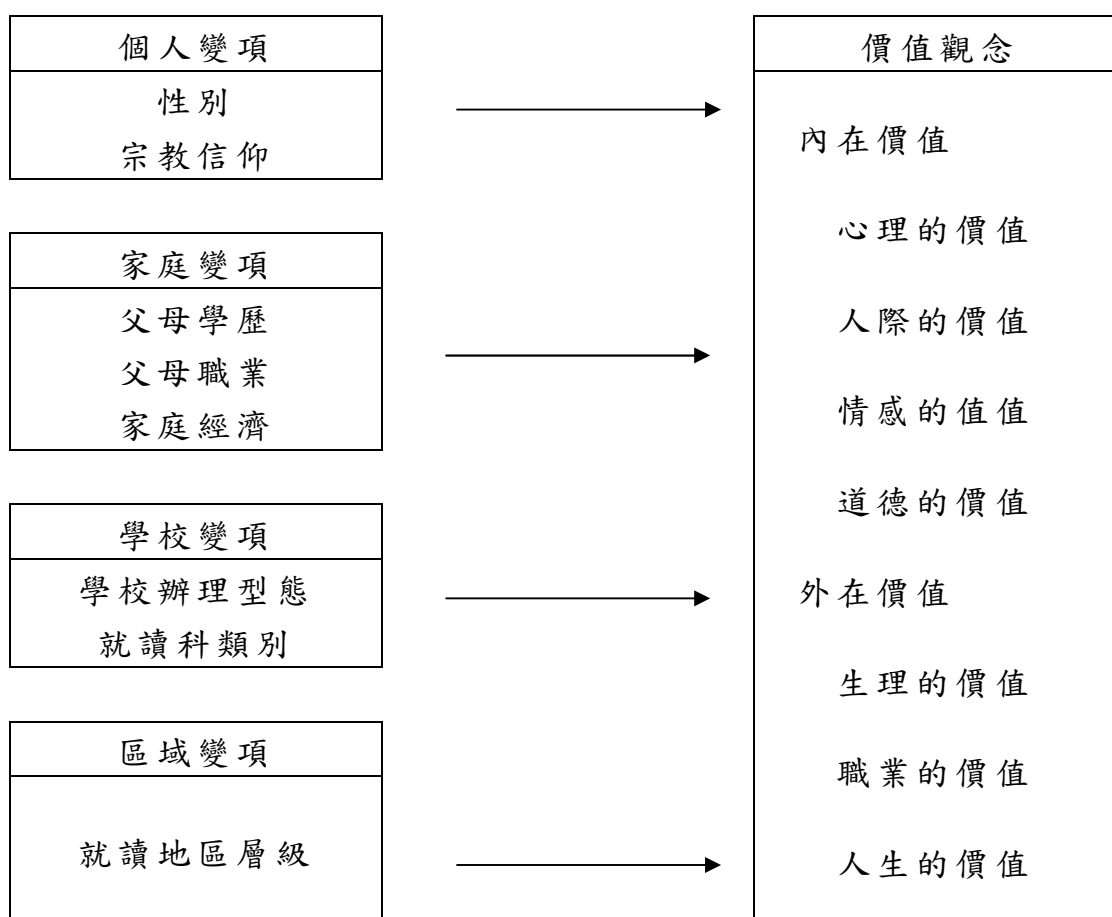 個人變項
性別
宗教信仰
家庭變項
父母學歷
父母職業
家庭經濟
學校變項
學校辦理型態
就讀科類別
區域變項
就讀地區層級
價值觀念
內在價值
心理的價值
人際的價值
情感的值值
道德的價值
外在價值
生理的價值
職業的價值
人生的價值